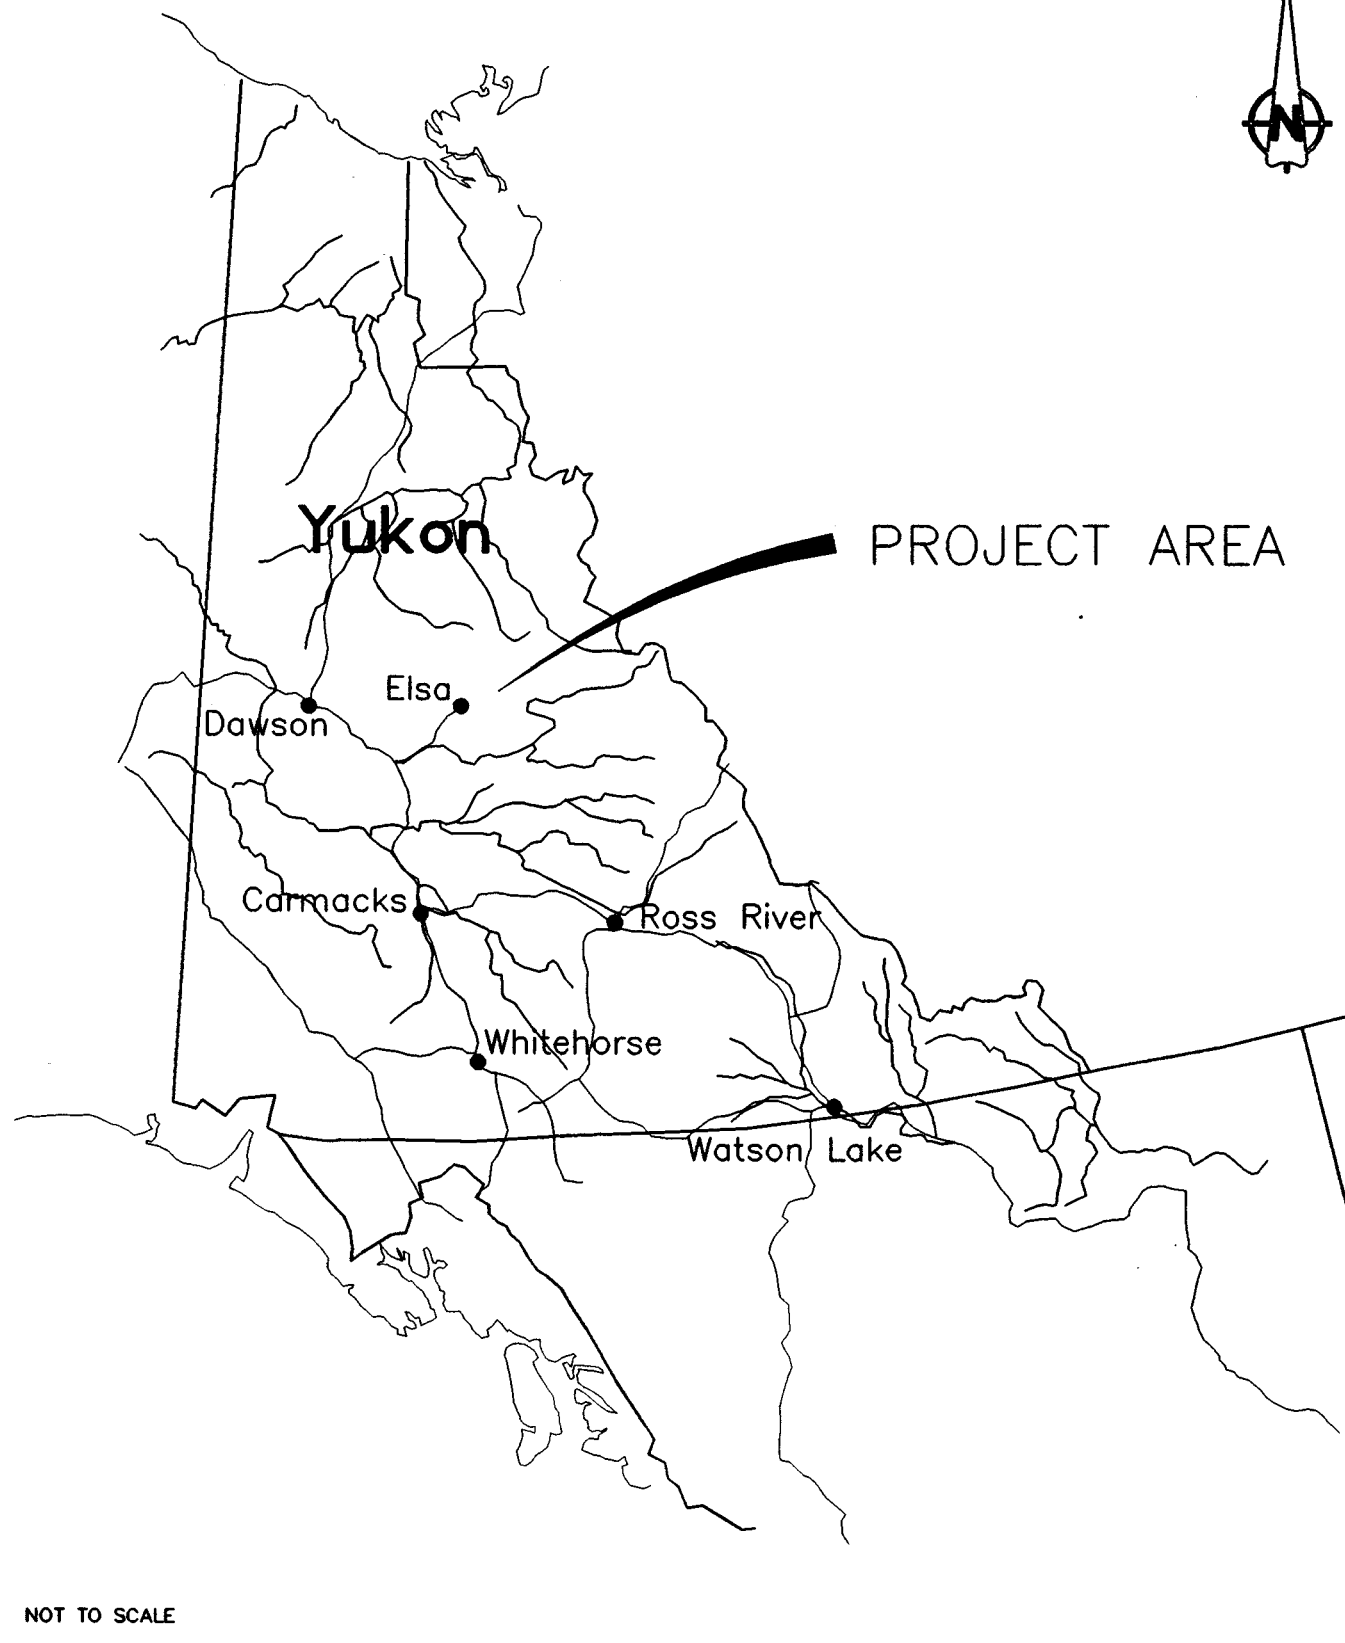 N
Yukon
PROJECT AREA
Elsa
Dawson
Carmacks
Ross River
Whitehorse
Watson Lake
NOT TO SCALE